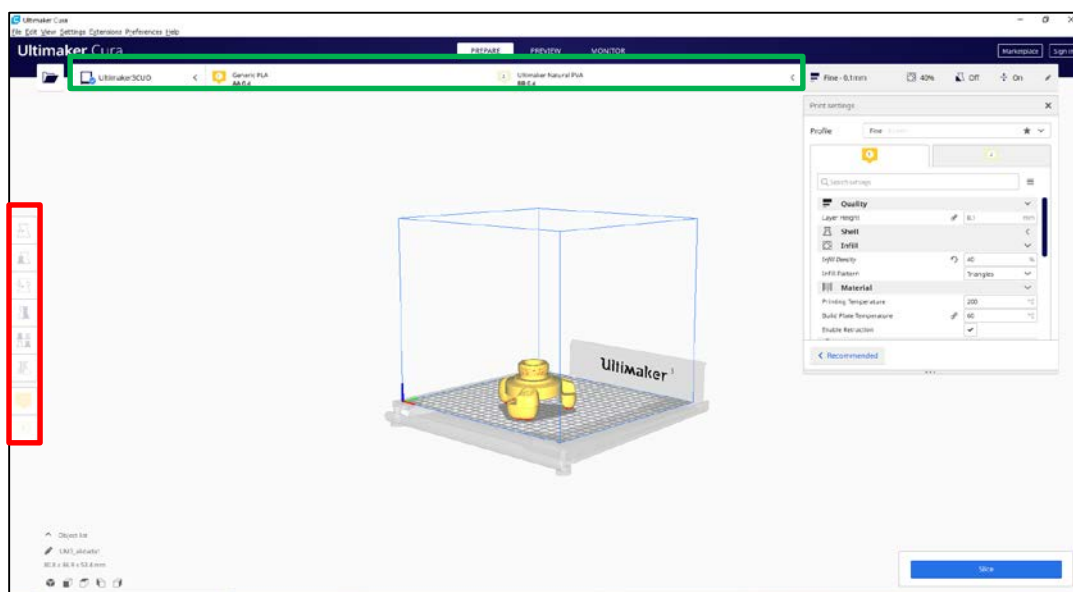 Ultimaker Cura
File Edit View Settings Extensions Preferences Help
Ultimaker Cura
PREPARE PREVIEW MONITOR
Marketplace Sign in
Generic PLA
Ultimaker Natural PVA
Fine - 0.1mm 40% Off On
Print settings
Profile Fine
Search settings
Quality
Layer Height 0.1 mm
Shell
Infill
Infill Density 40 %
Infill Pattern Triangles
Material
Printing Temperature 200 °C
Build Plate Temperature 60 °C
Enable Retraction
Recommended
Ultimaker
Object list
Slice